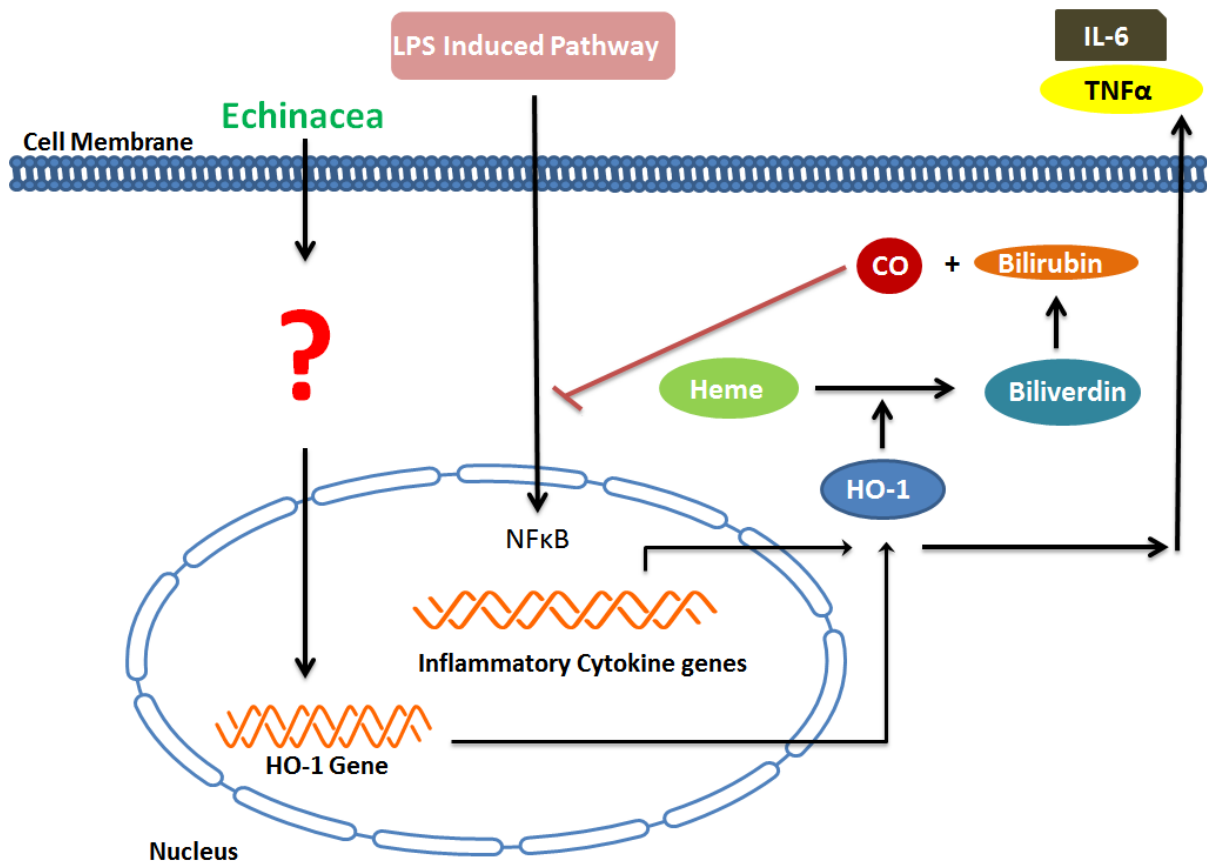 LPS Induced Pathway
IL-6
TNFα
Echinacea
Cell Membrane
?
CO
+
Bilirubin
Heme
Biliverdin
HO-1
NFκB
Inflammatory Cytokine genes
HO-1 Gene
Nucleus